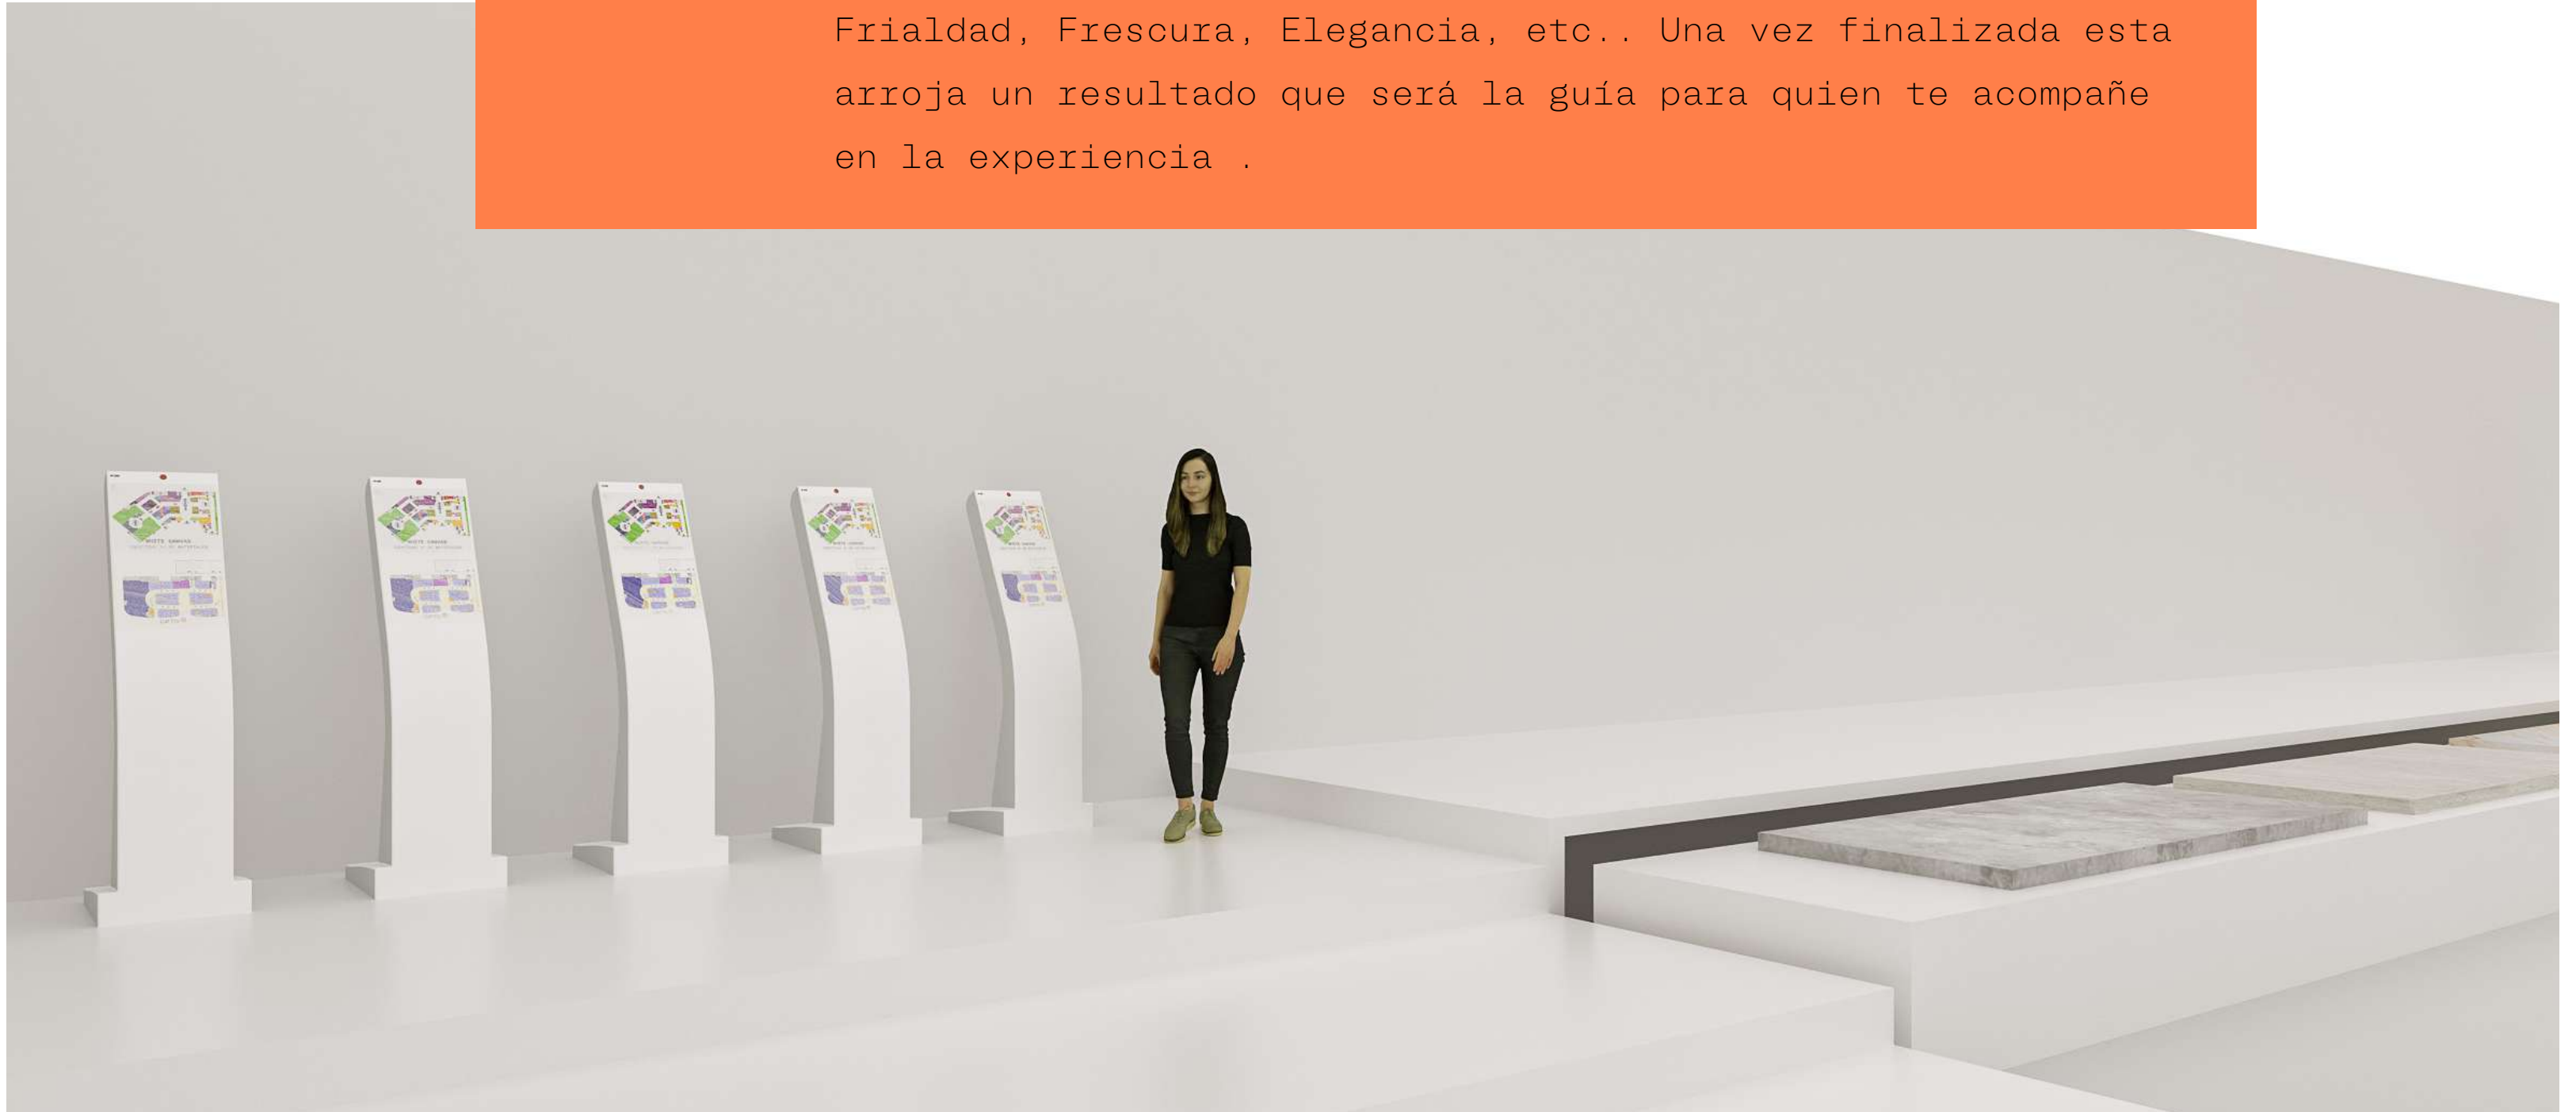 Frialdad, Frescura, Elegancia, etc.. Una vez finalizada esta
arroja un resultado que será la guía para quien te acompañe
en la experiencia .